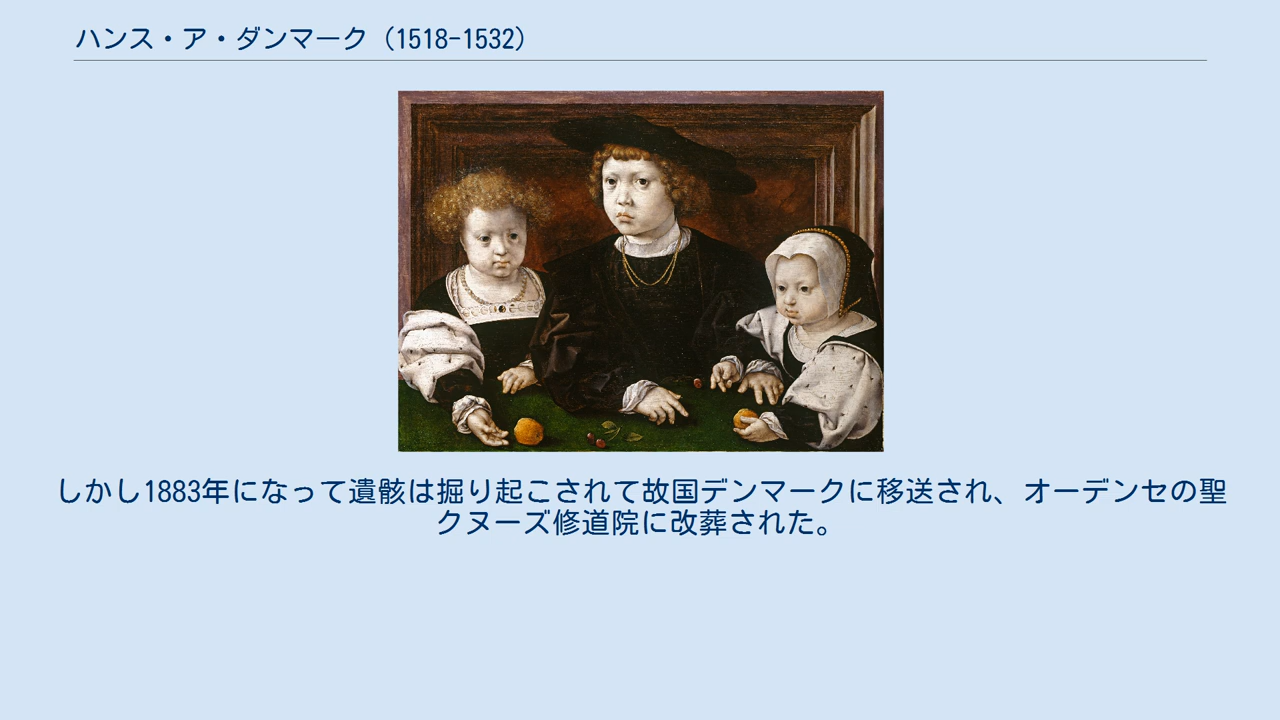 ハンス・ア・ダンマーク（1518-1532）
しかし1883年になって遺骸は掘り起こされて故国デンマークに移送され、オーデンセの聖
クヌーズ修道院に改葬された。